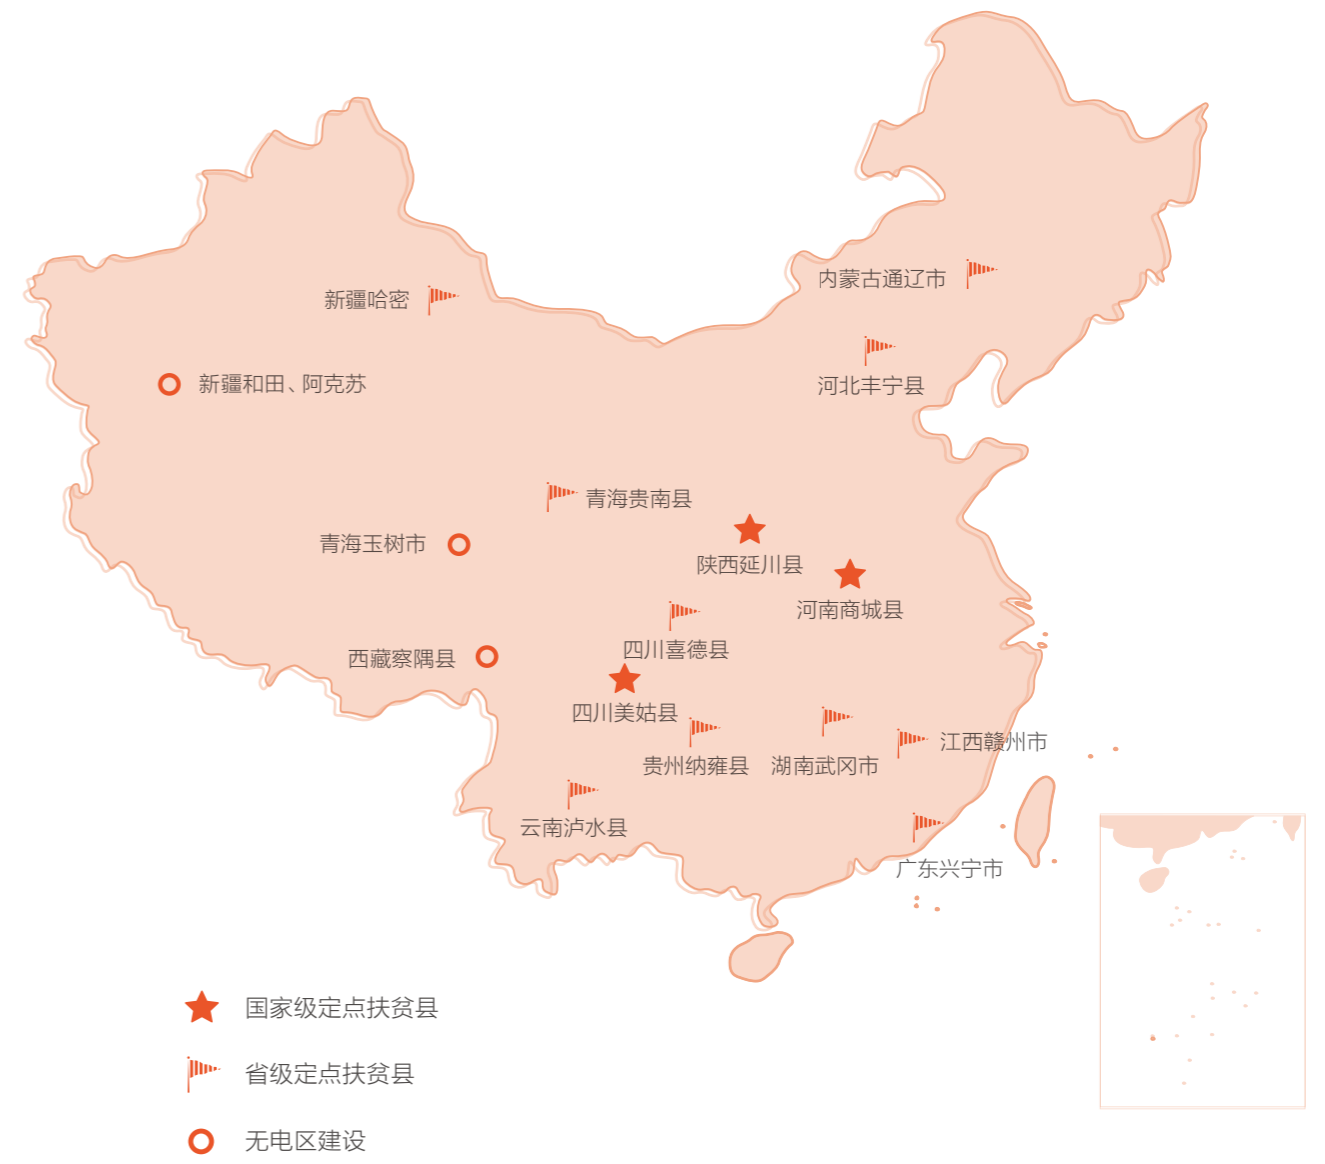 内蒙古通辽市
新疆哈密
新疆和田、阿克苏
河北丰宁县
青海贵南县
青海玉树市
陕西延川县
河南商城县
四川喜德县
西藏察隅县
四川美姑县
江西赣州市
贵州纳雍县
湖南武冈市
云南泸水县
广东兴宁市
国家级定点扶贫县
省级定点扶贫县
无电区建设